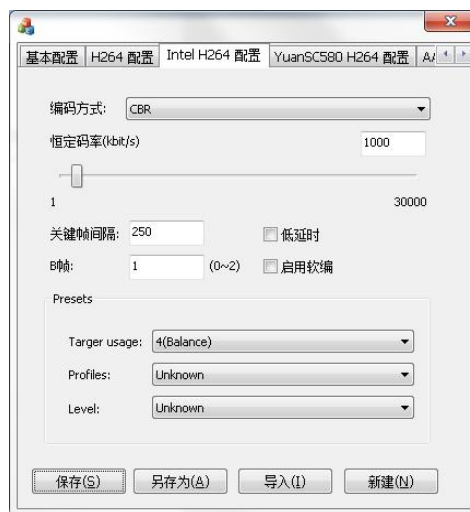 基本配置 H264 配置 Intel H264 配置 YuanSC580 H264 配置
编码方式: CBR
恒定码率(kbit/s) 1000
1 30000
关键帧间隔: 250 低延时
B帧: 1 (0~2) 启用软编
Presets
Targer usage: 4(Balance)
Profiles: Unknown
Level: Unknown
保存(S) 另存为(A) 导入(I) 新建(N)